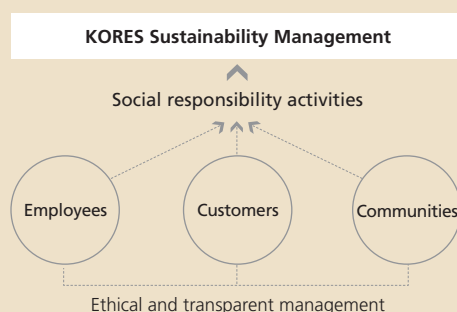 KORES Sustainability Management
Social responsibility activities
Employees
Customers
Communities
Ethical and transparent management